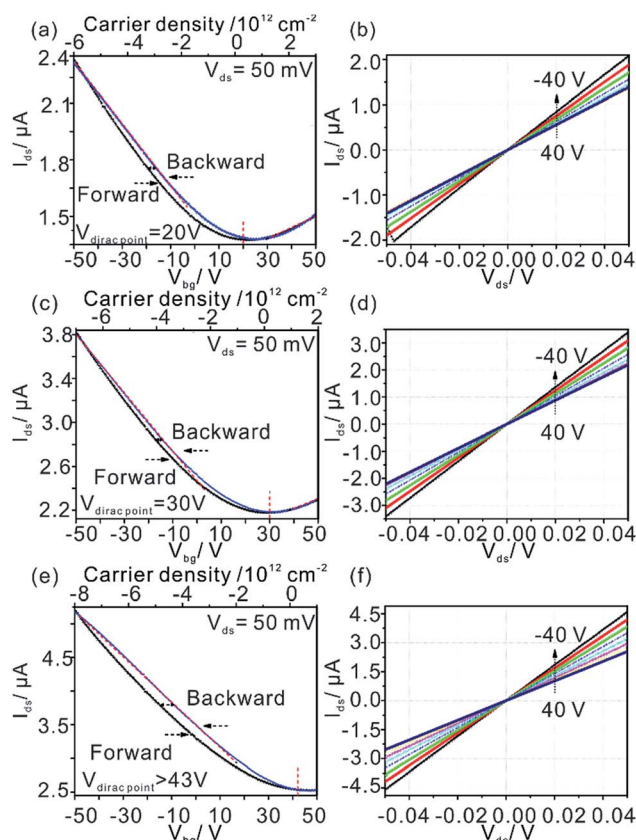 (a) Carrier density /10¹² cm⁻²
-6 -4 -2 0 2
V_ds = 50 mV
2.4
2.1
1.8
1.5
I_ds/ μA
Backward
Forward
V_dirac point=20V
-50 -30 -10 10 30 50
V_bg/ V
(b)
2.0
1.0
0.0
-1.0
-2.0
I_ds/ μA
-40 V
40 V
-0.04 -0.02 0.00 0.02 0.04
V_ds/ V
(c) Carrier density /10¹² cm⁻²
-6 -4 -2 0 2
V_ds = 50 mV
3.8
3.4
3.0
2.6
2.2
I_ds/ μA
Backward
Forward
V_dirac point=30V
-50 -30 -10 10 30 50
V_bg/ V
(d)
3.0
2.0
1.0
0.0
-1.0
-2.0
-3.0
I_ds/ μA
-40 V
40 V
-0.04 -0.02 0.00 0.02 0.04
V_ds/ V
(e) Carrier density /10¹² cm⁻²
-8 -6 -4 -2 0
V_ds = 50 mV
4.5
3.5
2.5
I_ds/ μA
Backward
Forward
V_dirac point>43V
-50 -30 -10 10 30 50
V_bg/ V
(f)
4.5
3.0
1.5
0.0
-1.5
-3.0
-4.5
I_ds/ μA
-40 V
40 V
-0.04 -0.02 0.00 0.02 0.04
V_ds/ V